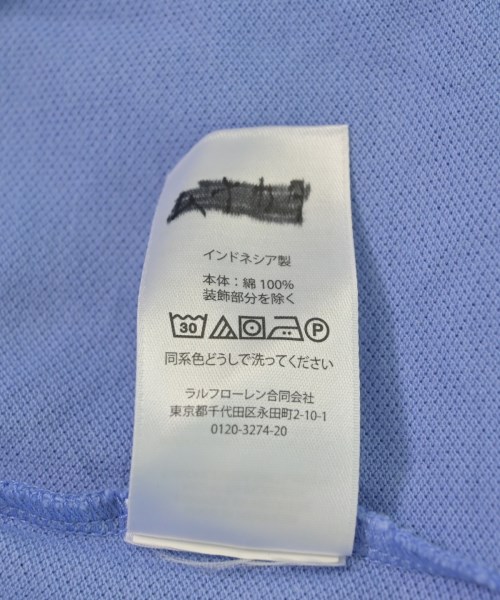 インドネシア製
本体：綿 100%
装飾部分を除く
30 P
同系色どうしで洗ってください
ラルフローレン合同会社
東京都千代田区永田町2-10-1
0120-3274-20